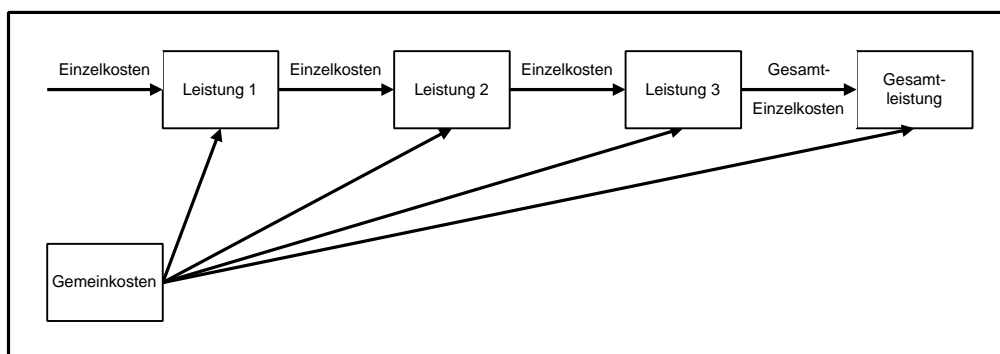 Einzelkosten
Leistung 1
Einzelkosten
Leistung 2
Einzelkosten
Leistung 3
Gesamt-
Einzelkosten
Gesamt-
leistung
Gemeinkosten